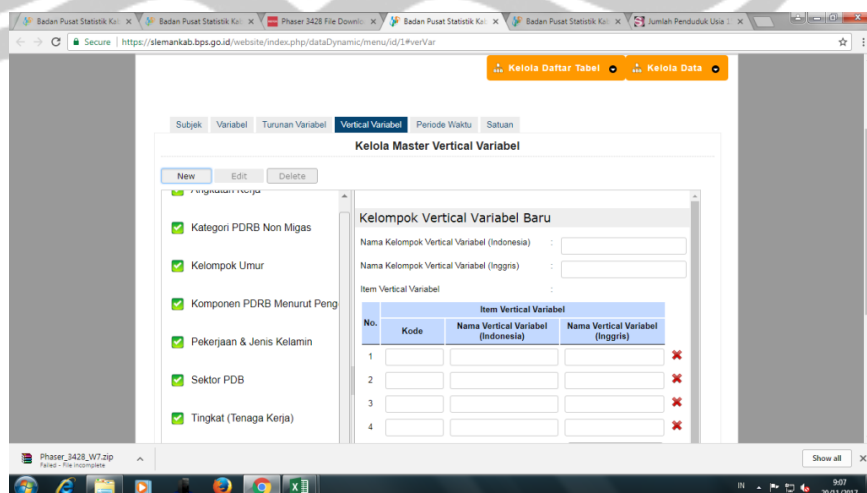 Badan Pusat Statistik Kab
Badan Pusat Statistik Kab
Phaser 3428 File Downlo
Badan Pusat Statistik Kab
Badan Pusat Statistik Kab
Jumlah Penduduk Usia 1
Secure | https://slemankab.bps.go.id/website/index.php/dataDynamic/menu/id/1#verVar
Kelola Daftar Tabel
Kelola Data
Subjek Variabel Turunan Variabel Vertical Variabel Periode Waktu Satuan
Kelola Master Vertical Variabel
New Edit Delete
Angkatan Kerja
Kategori PDRB Non Migas
Kelompok Umur
Komponen PDRB Menurut Peng
Pekerjaan & Jenis Kelamin
Sektor PDB
Tingkat (Tenaga Kerja)
Kelompok Vertical Variabel Baru
Nama Kelompok Vertical Variabel (Indonesia) :
Nama Kelompok Vertical Variabel (Inggris) :
Item Vertical Variabel :
No.
Item Vertical Variabel
Kode
Nama Vertical Variabel
(Indonesia)
Nama Vertical Variabel
(Inggris)
1
2
3
4
Phaser_3428_W7.zip
Failed - File incomplete
Show all
IN
9:07
20/11/2017